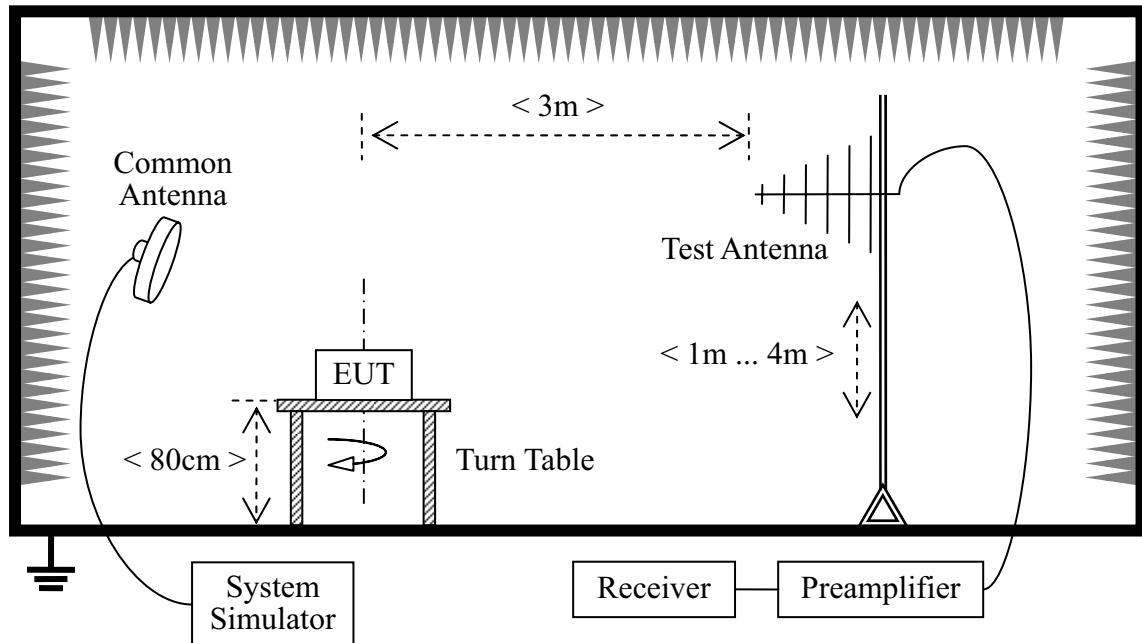 < 3m >
Common
Antenna
Test Antenna
< 1m ... 4m >
EUT
< 80cm >
Turn Table
System
Simulator
Receiver
Preamplifier